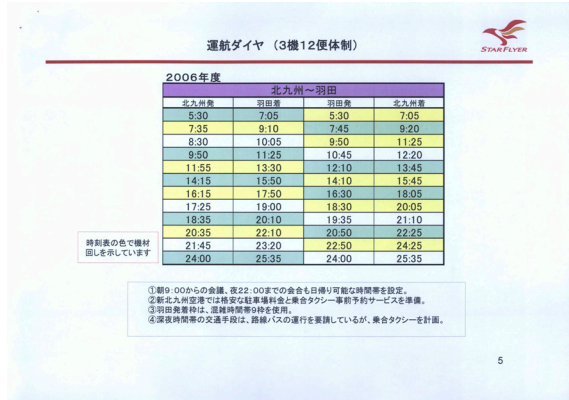 運航ダイヤ (3機12便体制)
STARFLYER
2006年度
北九州～羽田
北九州発 羽田着 羽田発 北九州着
5:30 7:05 5:30 7:05
7:35 9:10 7:45 9:20
8:30 10:05 9:50 11:25
9:50 11:25 10:45 12:20
11:55 13:30 12:10 13:45
14:15 15:50 14:10 15:45
16:15 17:50 16:30 18:05
17:25 19:00 18:30 20:05
18:35 20:10 19:35 21:10
20:35 22:10 20:50 22:25
21:45 23:20 22:50 24:25
24:00 25:35 24:00 25:35
時刻表の色で機材
回しを示しています
①朝9:00からの会議、夜22:00までの会合も日帰り可能な時間帯を設定。
②新北九州空港では格安な駐車場料金と乗合タクシー事前予約サービスを準備。
③羽田発着枠は、混雑時間帯9枠を使用。
④深夜時間帯の交通手段は、路線バスの運行を要請しているが、乗合タクシーを計画。
5